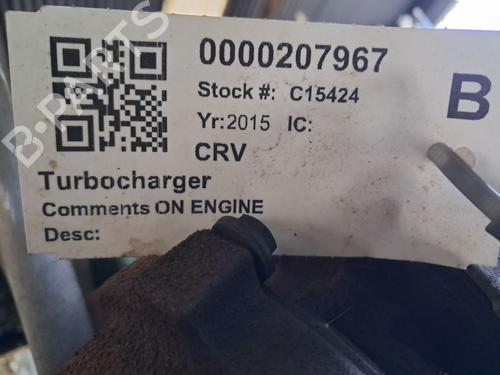 0000207967
Stock #: C15424
B
Yr:2015 IC:
CRV
Turbocharger
Comments ON ENGINE
Desc:
B-PARTS